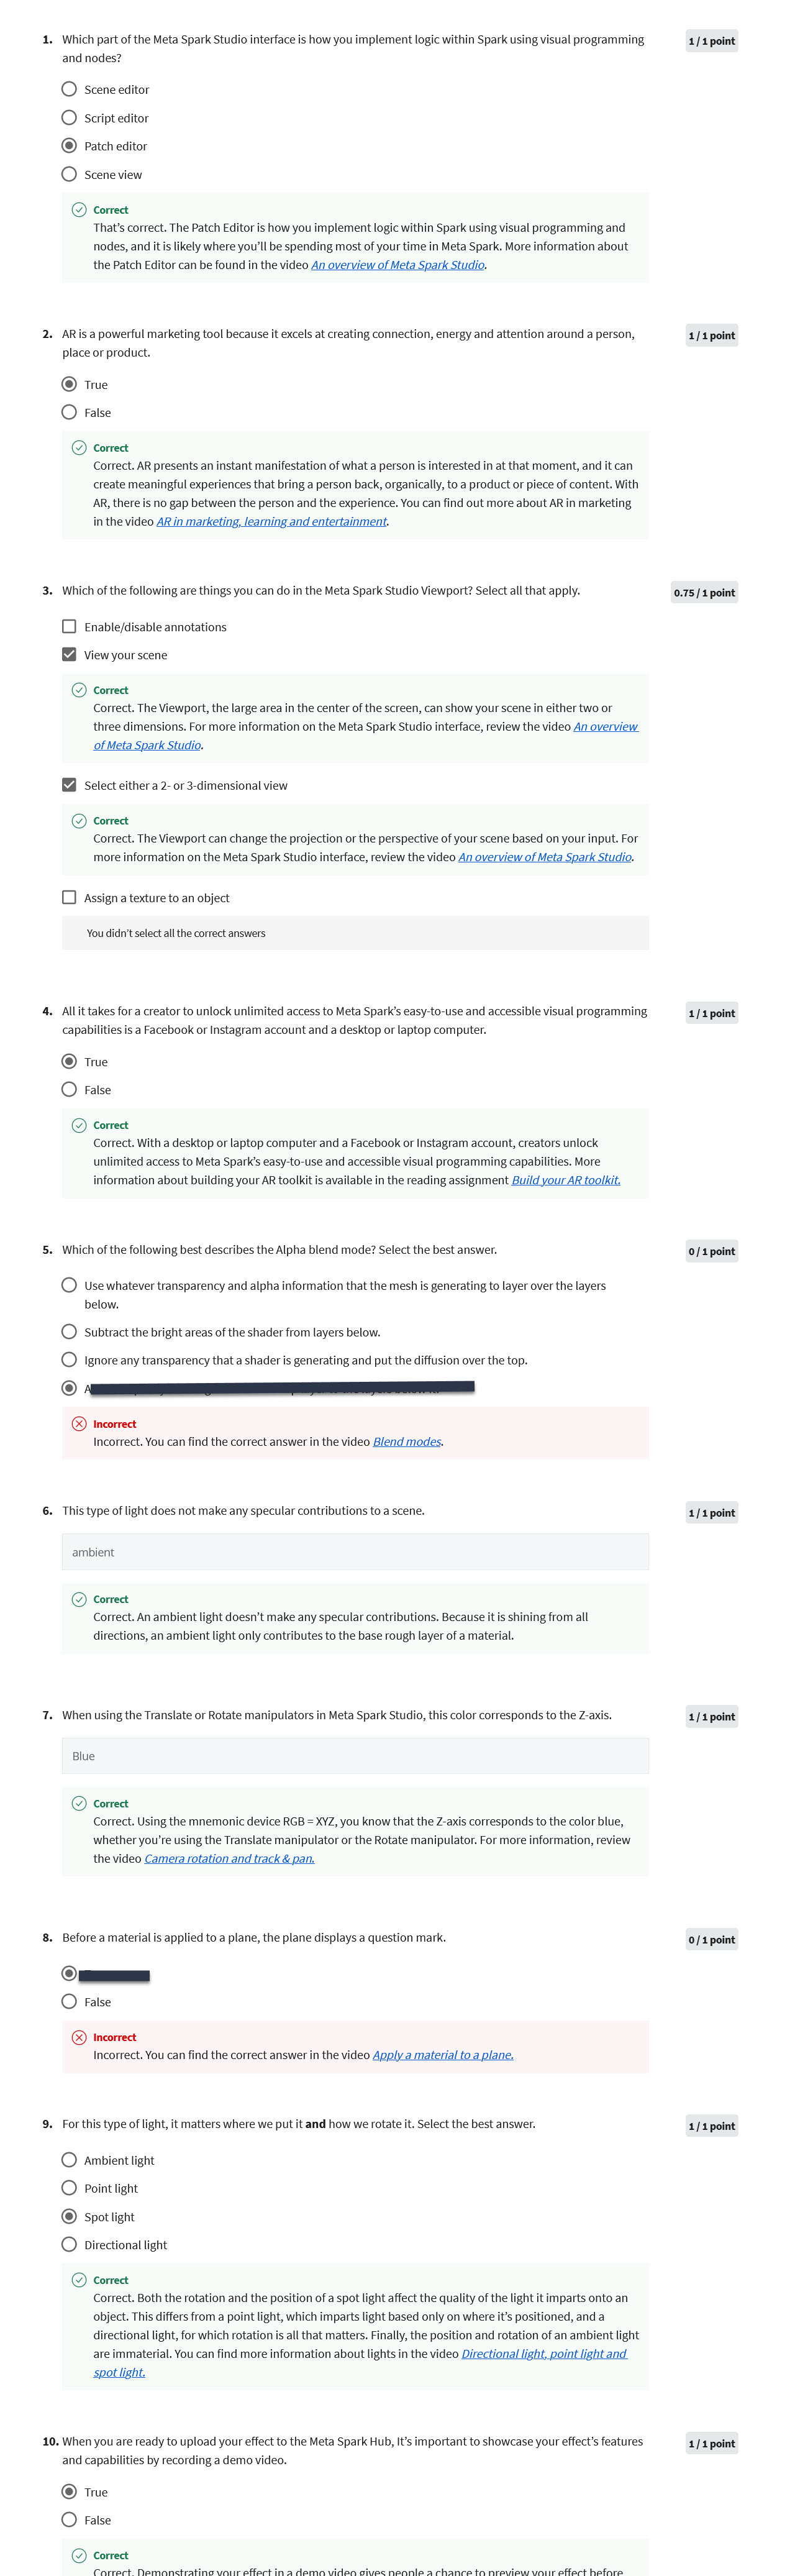 1. Which part of the Meta Spark Studio interface is how you implement logic within Spark using visual programming
and nodes?
1 / 1 point
Scene editor
Script editor
Patch editor
Scene view
Correct
That's correct. The Patch Editor is how you implement logic within Spark using visual programming and
nodes, and it is likely where you'll be spending most of your time in Meta Spark. More information about
the Patch Editor can be found in the video An overview of Meta Spark Studio.
2. AR is a powerful marketing tool because it excels at creating connection, energy and attention around a person,
place or product.
1 / 1 point
True
False
Correct
Correct. AR presents an instant manifestation of what a person is interested in at that moment, and it can
create meaningful experiences that bring a person back, organically, to a product or piece of content. With
AR, there is no gap between the person and the experience. You can find out more about AR in marketing
in the video AR in marketing, learning and entertainment.
3. Which of the following are things you can do in the Meta Spark Studio Viewport? Select all that apply.
0.75 / 1 point
Enable/disable annotations
View your scene
Correct
Correct. The Viewport, the large area in the center of the screen, can show your scene in either two or
three dimensions. For more information on the Meta Spark Studio interface, review the video An overview
of Meta Spark Studio.
Select either a 2- or 3-dimensional view
Correct
Correct. The Viewport can change the projection or the perspective of your scene based on your input. For
more information on the Meta Spark Studio interface, review the video An overview of Meta Spark Studio.
Assign a texture to an object
You didn't select all the correct answers
4. All it takes for a creator to unlock unlimited access to Meta Spark's easy-to-use and accessible visual programming
capabilities is a Facebook or Instagram account and a desktop or laptop computer.
1 / 1 point
True
False
Correct
Correct. With a desktop or laptop computer and a Facebook or Instagram account, creators unlock
unlimited access to Meta Spark's easy-to-use and accessible visual programming capabilities. More
information about building your AR toolkit is available in the reading assignment Build your AR toolkit.
5. Which of the following best describes the Alpha blend mode? Select the best answer.
0 / 1 point
Use whatever transparency and alpha information that the mesh is generating to layer over the layers
below.
Subtract the bright areas of the shader from layers below.
Ignore any transparency that a shader is generating and put the diffusion over the top.
Incorrect
Incorrect. You can find the correct answer in the video Blend modes.
6. This type of light does not make any specular contributions to a scene.
1 / 1 point
ambient
Correct
Correct. An ambient light doesn't make any specular contributions. Because it is shining from all
directions, an ambient light only contributes to the base rough layer of a material.
7. When using the Translate or Rotate manipulators in Meta Spark Studio, this color corresponds to the Z-axis.
1 / 1 point
Blue
Correct
Correct. Using the mnemonic device RGB = XYZ, you know that the Z-axis corresponds to the color blue,
whether you're using the Translate manipulator or the Rotate manipulator. For more information, review
the video Camera rotation and track & pan.
8. Before a material is applied to a plane, the plane displays a question mark.
0 / 1 point
False
Incorrect
Incorrect. You can find the correct answer in the video Apply a material to a plane.
9. For this type of light, it matters where we put it and how we rotate it. Select the best answer.
1 / 1 point
Ambient light
Point light
Spot light
Directional light
Correct
Correct. Both the rotation and the position of a spot light affect the quality of the light it imparts onto an
object. This differs from a point light, which imparts light based only on where it's positioned, and a
directional light, for which rotation is all that matters. Finally, the position and rotation of an ambient light
are immaterial. You can find more information about lights in the video Directional light, point light and
spot light.
10. When you are ready to upload your effect to the Meta Spark Hub, It's important to showcase your effect's features
and capabilities by recording a demo video.
1 / 1 point
True
False
Correct
Correct. Demonstrating your effect in a demo video gives people a chance to preview your effect before